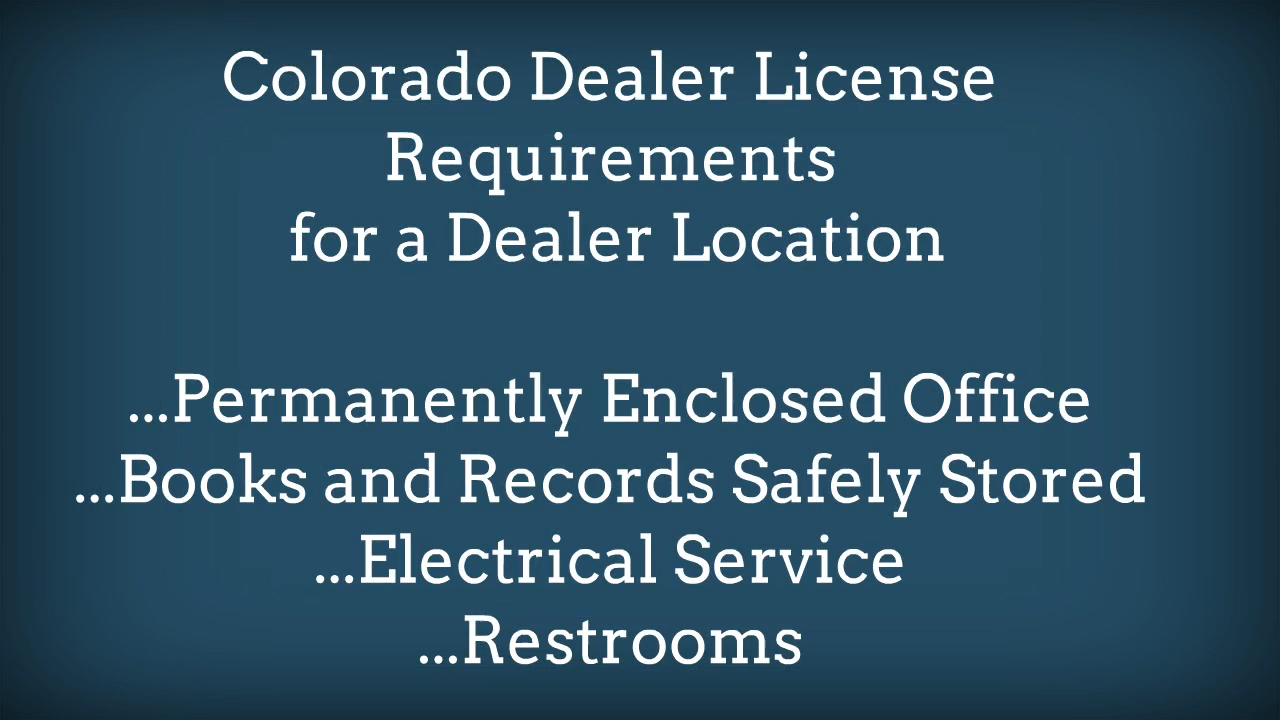 Colorado Dealer License
Requirements
for a Dealer Location
...Permanently Enclosed Office
...Books and Records Safely Stored
...Electrical Service
...Restrooms